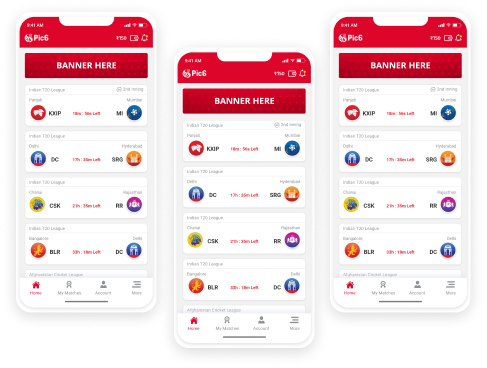 9:41 AM
Pic6 ₹150
BANNER HERE
Indian T20 League 2nd Inning
Panjab Mumbai
KXIP 18m : 56s Left MI
Indian T20 League
Delhi Hyderabad
DC 17h : 35m Left SRG
Indian T20 League
Chenai Rajasthan
CSK 21h : 35m Left RR
Indian T20 League
Bangalore Delhi
BLR 33h : 18m Left DC
Afghanistan Cricket League
Home My Matches Account More
9:41 AM
Pic6 ₹150
BANNER HERE
Indian T20 League 2nd Inning
Panjab Mumbai
KXIP 18m : 56s Left MI
Indian T20 League
Delhi Hyderabad
DC 17h : 35m Left SRG
Indian T20 League
Chenai Rajasthan
CSK 21h : 35m Left RR
Indian T20 League
Bangalore Delhi
BLR 33h : 18m Left DC
Afghanistan Cricket League
Home My Matches Account More
9:41 AM
Pic6 ₹150
BANNER HERE
Indian T20 League 2nd Inning
Panjab Mumbai
KXIP 18m : 56s Left MI
Indian T20 League
Delhi Hyderabad
DC 17h : 35m Left SRG
Indian T20 League
Chenai Rajasthan
CSK 21h : 35m Left RR
Indian T20 League
Bangalore Delhi
BLR 33h : 18m Left DC
Afghanistan Cricket League
Home My Matches Account More